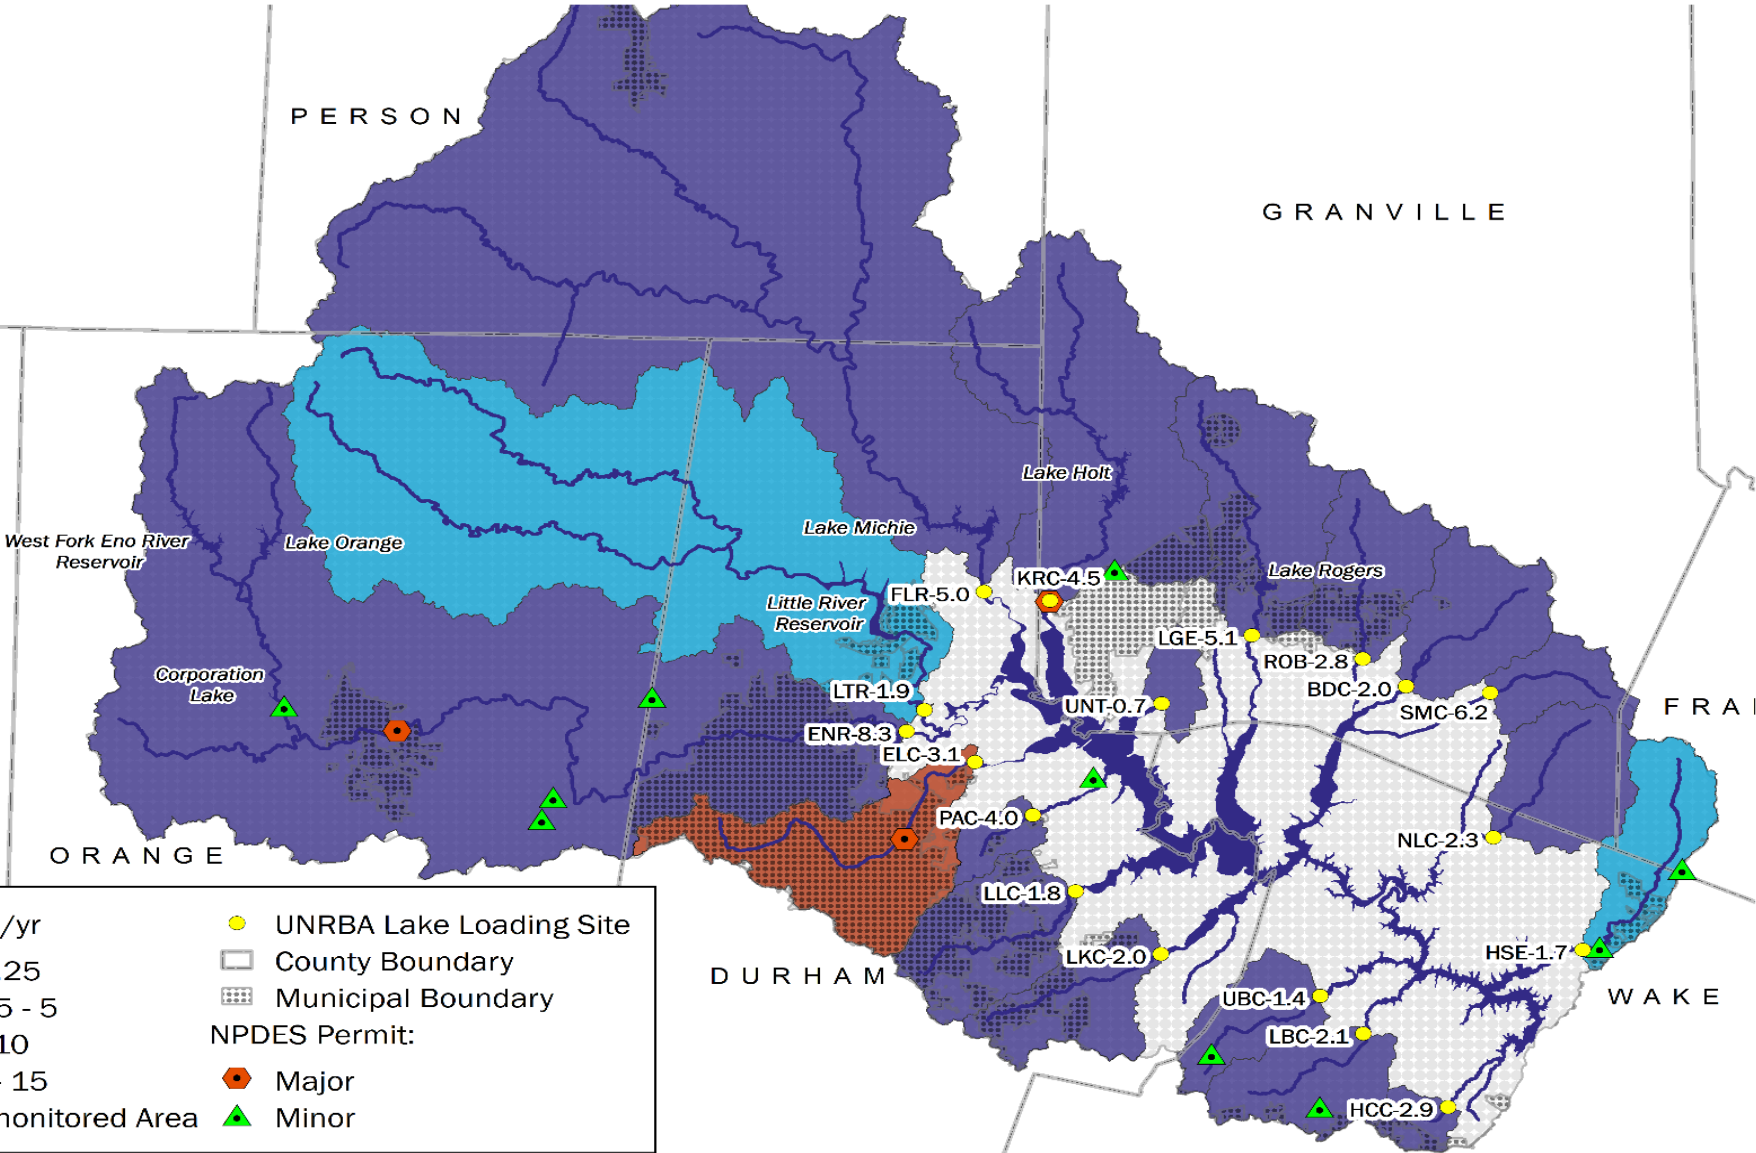 PERSON
GRANVILLE
Lake Holt
Lake Michie
West Fork Eno River
Reservoir
Lake Orange
Lake Rogers
KRC-4.5
FLR-5.0
Little River
Reservoir
LGE-5.1
ROB-2.8
Corporation
Lake
LTR-1.9
BDC-2.0
UNT-0.7
SMC-6.2
FRA
ENR-8.3
ELC-3.1
PAC-4.0
NLC-2.3
ORANGE
LLC-1.8
HSE-1.7
LKC-2.0
DURHAM
UBC-1.4
WAKE
LBC-2.1
HCC-2.9
/yr
.25
5 - 5
10
- 15
nonitored Area
UNRBA Lake Loading Site
County Boundary
Municipal Boundary
NPDES Permit:
Major
Minor